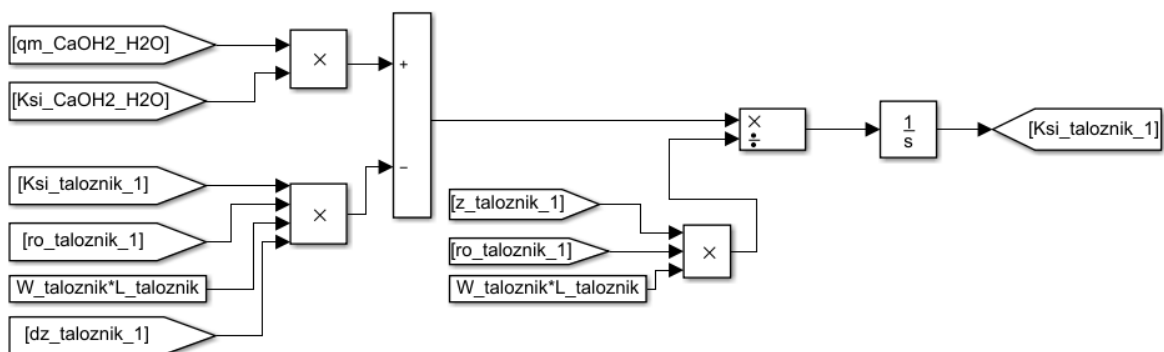 [qm_CaOH2_H2O]
[Ksi_CaOH2_H2O]
×
+
−
[Ksi_taloznik_1]
[ro_taloznik_1]
W_taloznik*L_taloznik
[dz_taloznik_1]
×
[z_taloznik_1]
[ro_taloznik_1]
W_taloznik*L_taloznik
×
×
÷
1
s
[Ksi_taloznik_1]